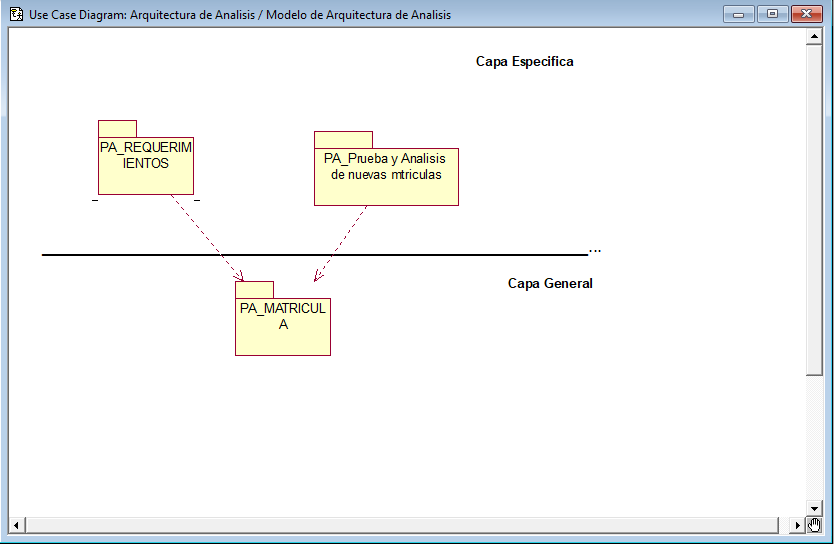 Use Case Diagram: Arquitectura de Analisis / Modelo de Arquitectura de Analisis
Capa Especifica
PA_REQUERIM
IENTOS
PA_Prueba y Analisis
de nuevas mtriculas
...
Capa General
PA_MATRICUL
A